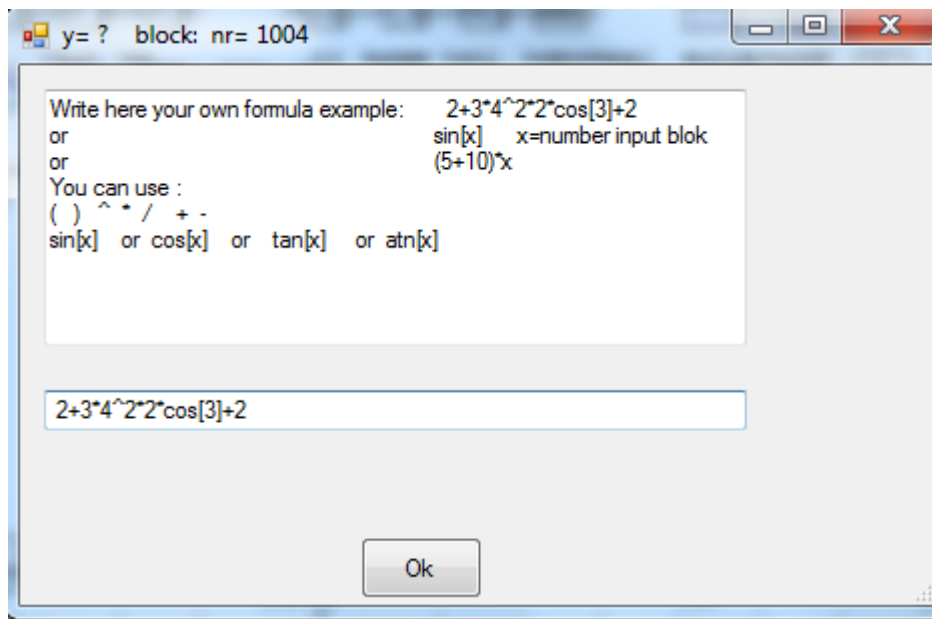 y= ? block: nr= 1004
Write here your own fomula example: 2+3*4^2*2*cos[3]+2
or sin[x] x=number input blok
or (5+10)*x
You can use :
( ) ^ * / + -
sin[x] or cos[x] or tan[x] or atn[x]
2+3*4^2*2*cos[3]+2
Ok